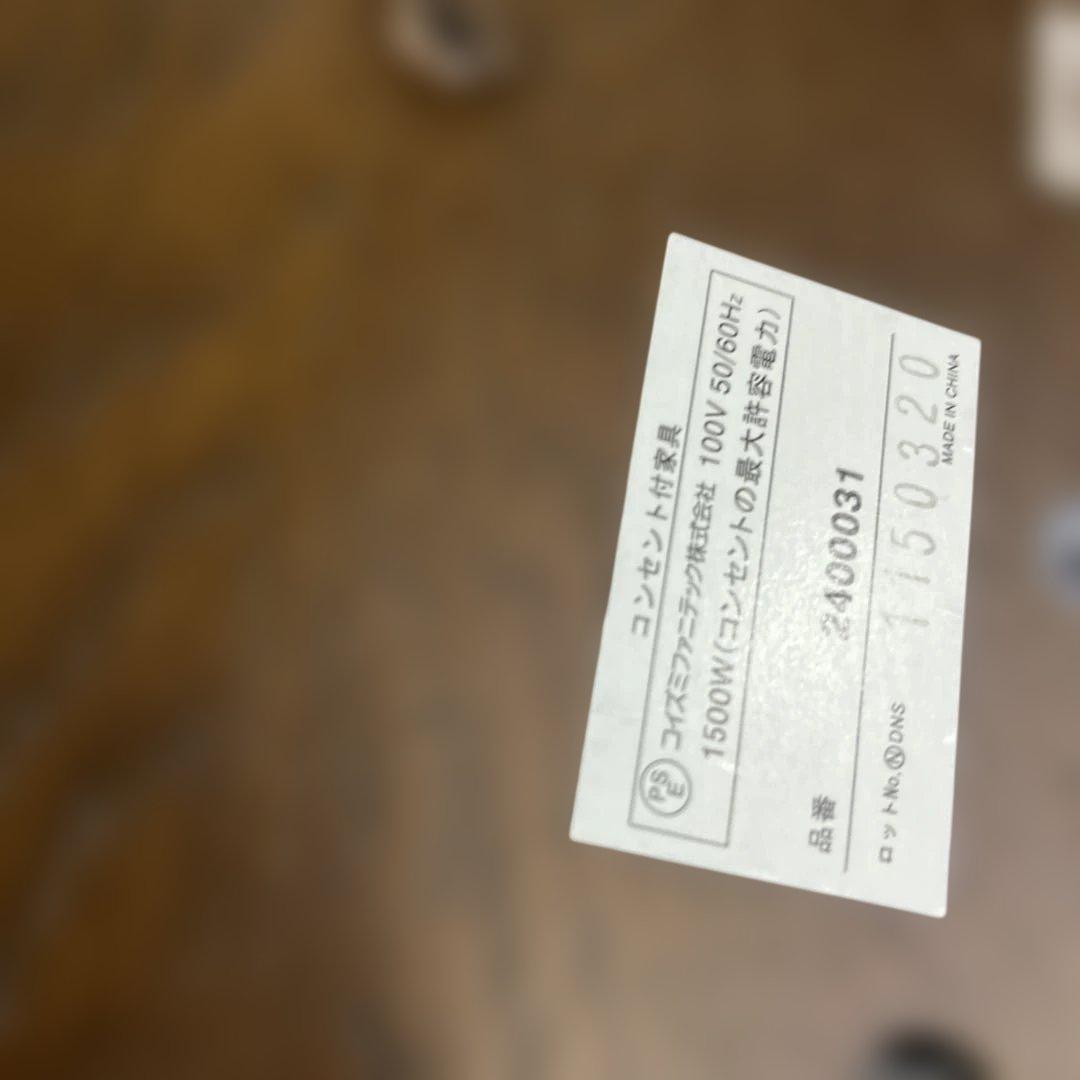 コンセント付家具
PSE コイズミファニテック株式会社 100V 50/60Hz
1500W(コンセントの最大許容電力)
品番 2400031
ロットNo.ⓃDNS 1150320
MADE IN CHINA